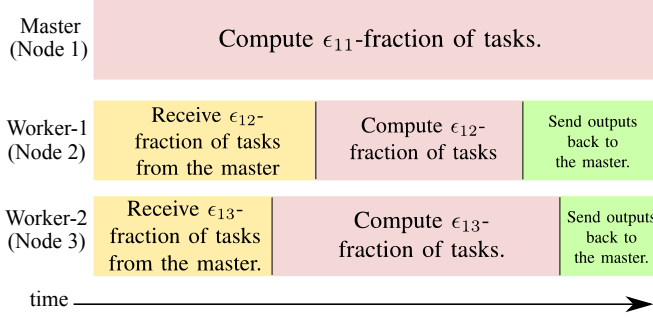 Master
(Node 1)
Compute ϵ₁₁-fraction of tasks.
Worker-1
(Node 2)
Receive ϵ₁₂-
fraction of tasks
from the master
Compute ϵ₁₂-
fraction of tasks
Send outputs
back to
the master.
Worker-2
(Node 3)
Receive ϵ₁₃-
fraction of tasks
from the master.
Compute ϵ₁₃-
fraction of tasks.
Send outputs
back to
the master.
time